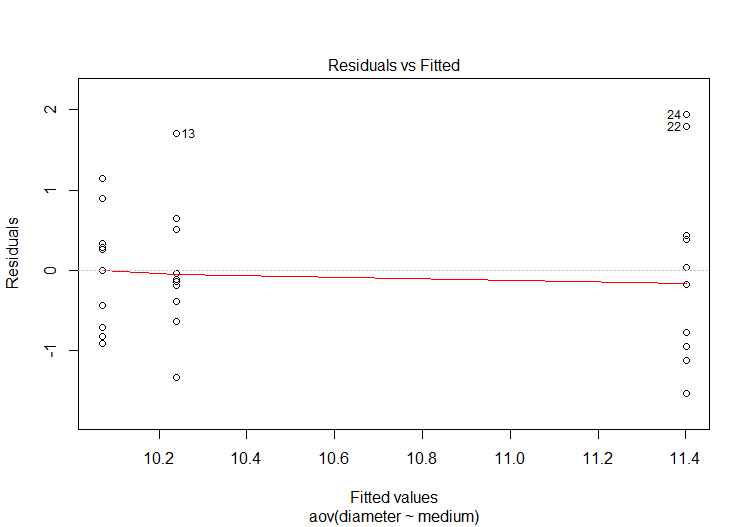 Residuals vs Fitted
2
1
0
-1
Residuals
13
24
22
10.2 10.4 10.6 10.8 11.0 11.2 11.4
Fitted values
aov(diameter ~ medium)